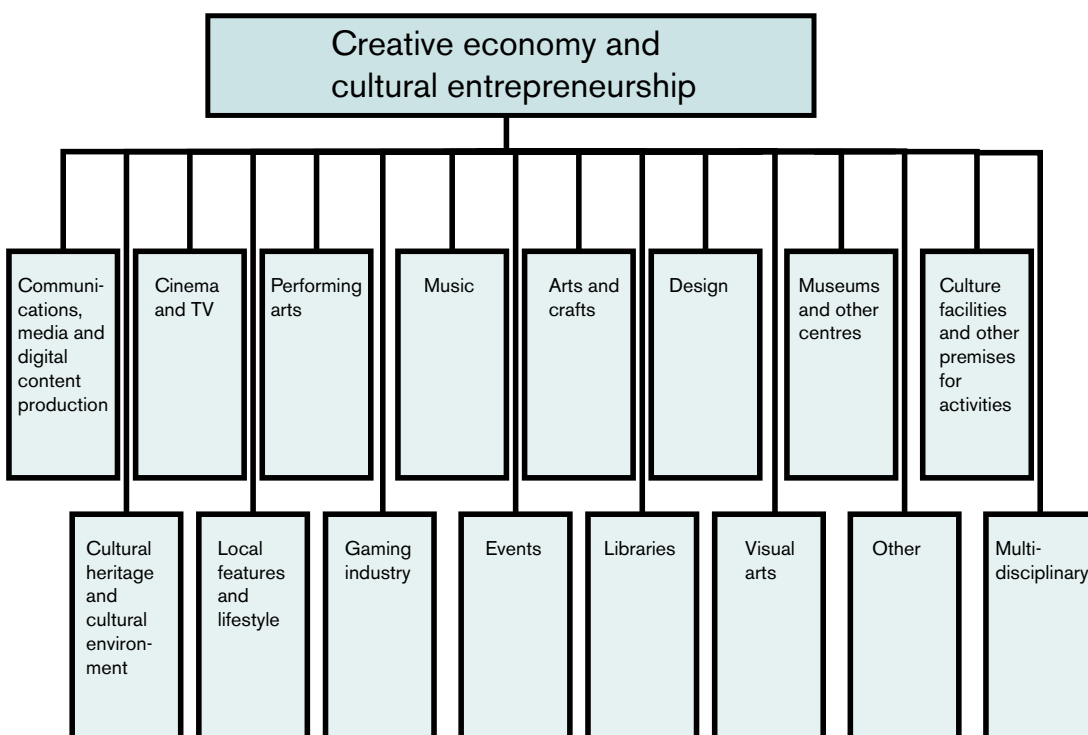 Creative economy and
cultural entrepreneurship
Communi-
cations,
media and
digital
content
production
Cinema
and TV
Performing
arts
Music
Arts and
crafts
Design
Museums
and other
centres
Culture
facilities
and other
premises
for
activities
Cultural
heritage
and
cultural
environ-
ment
Local
features
and
lifestyle
Gaming
industry
Events
Libraries
Visual
arts
Other
Multi-
disciplinary